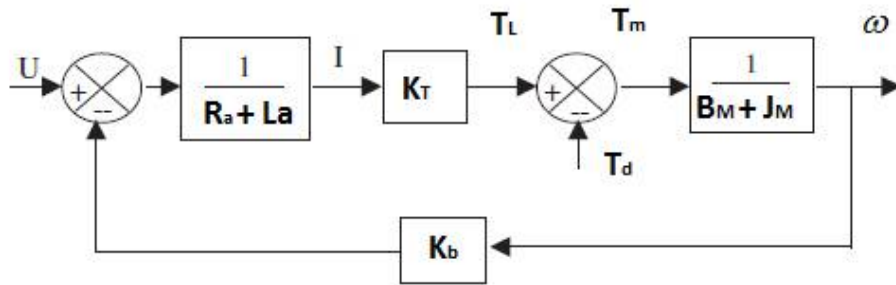 U
+
--
1
Ra + La
I
KT
TL
+
--
Td
Tm
1
BM + JM
ω
Kb